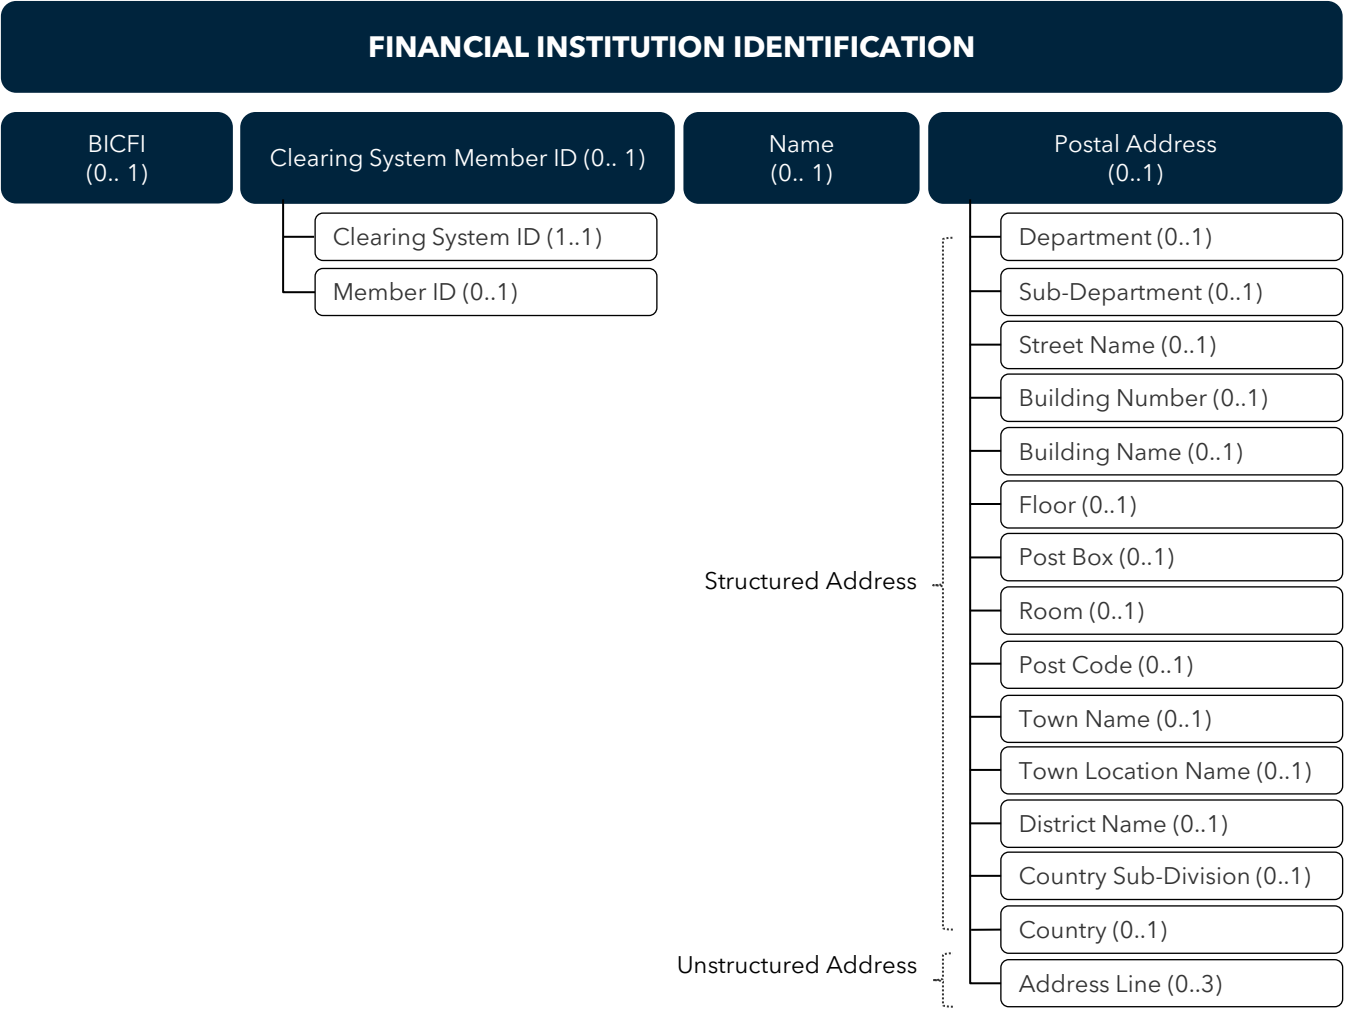 FINANCIAL INSTITUTION IDENTIFICATION
BICFI
(0.. 1)
Clearing System Member ID (0.. 1)
Name
(0.. 1)
Postal Address
(0..1)
Clearing System ID (1..1)
Member ID (0..1)
Department (0..1)
Sub-Department (0..1)
Street Name (0..1)
Building Number (0..1)
Building Name (0..1)
Floor (0..1)
Post Box (0..1)
Structured Address
Room (0..1)
Post Code (0..1)
Town Name (0..1)
Town Location Name (0..1)
District Name (0..1)
Country Sub-Division (0..1)
Country (0..1)
Unstructured Address
Address Line (0..3)